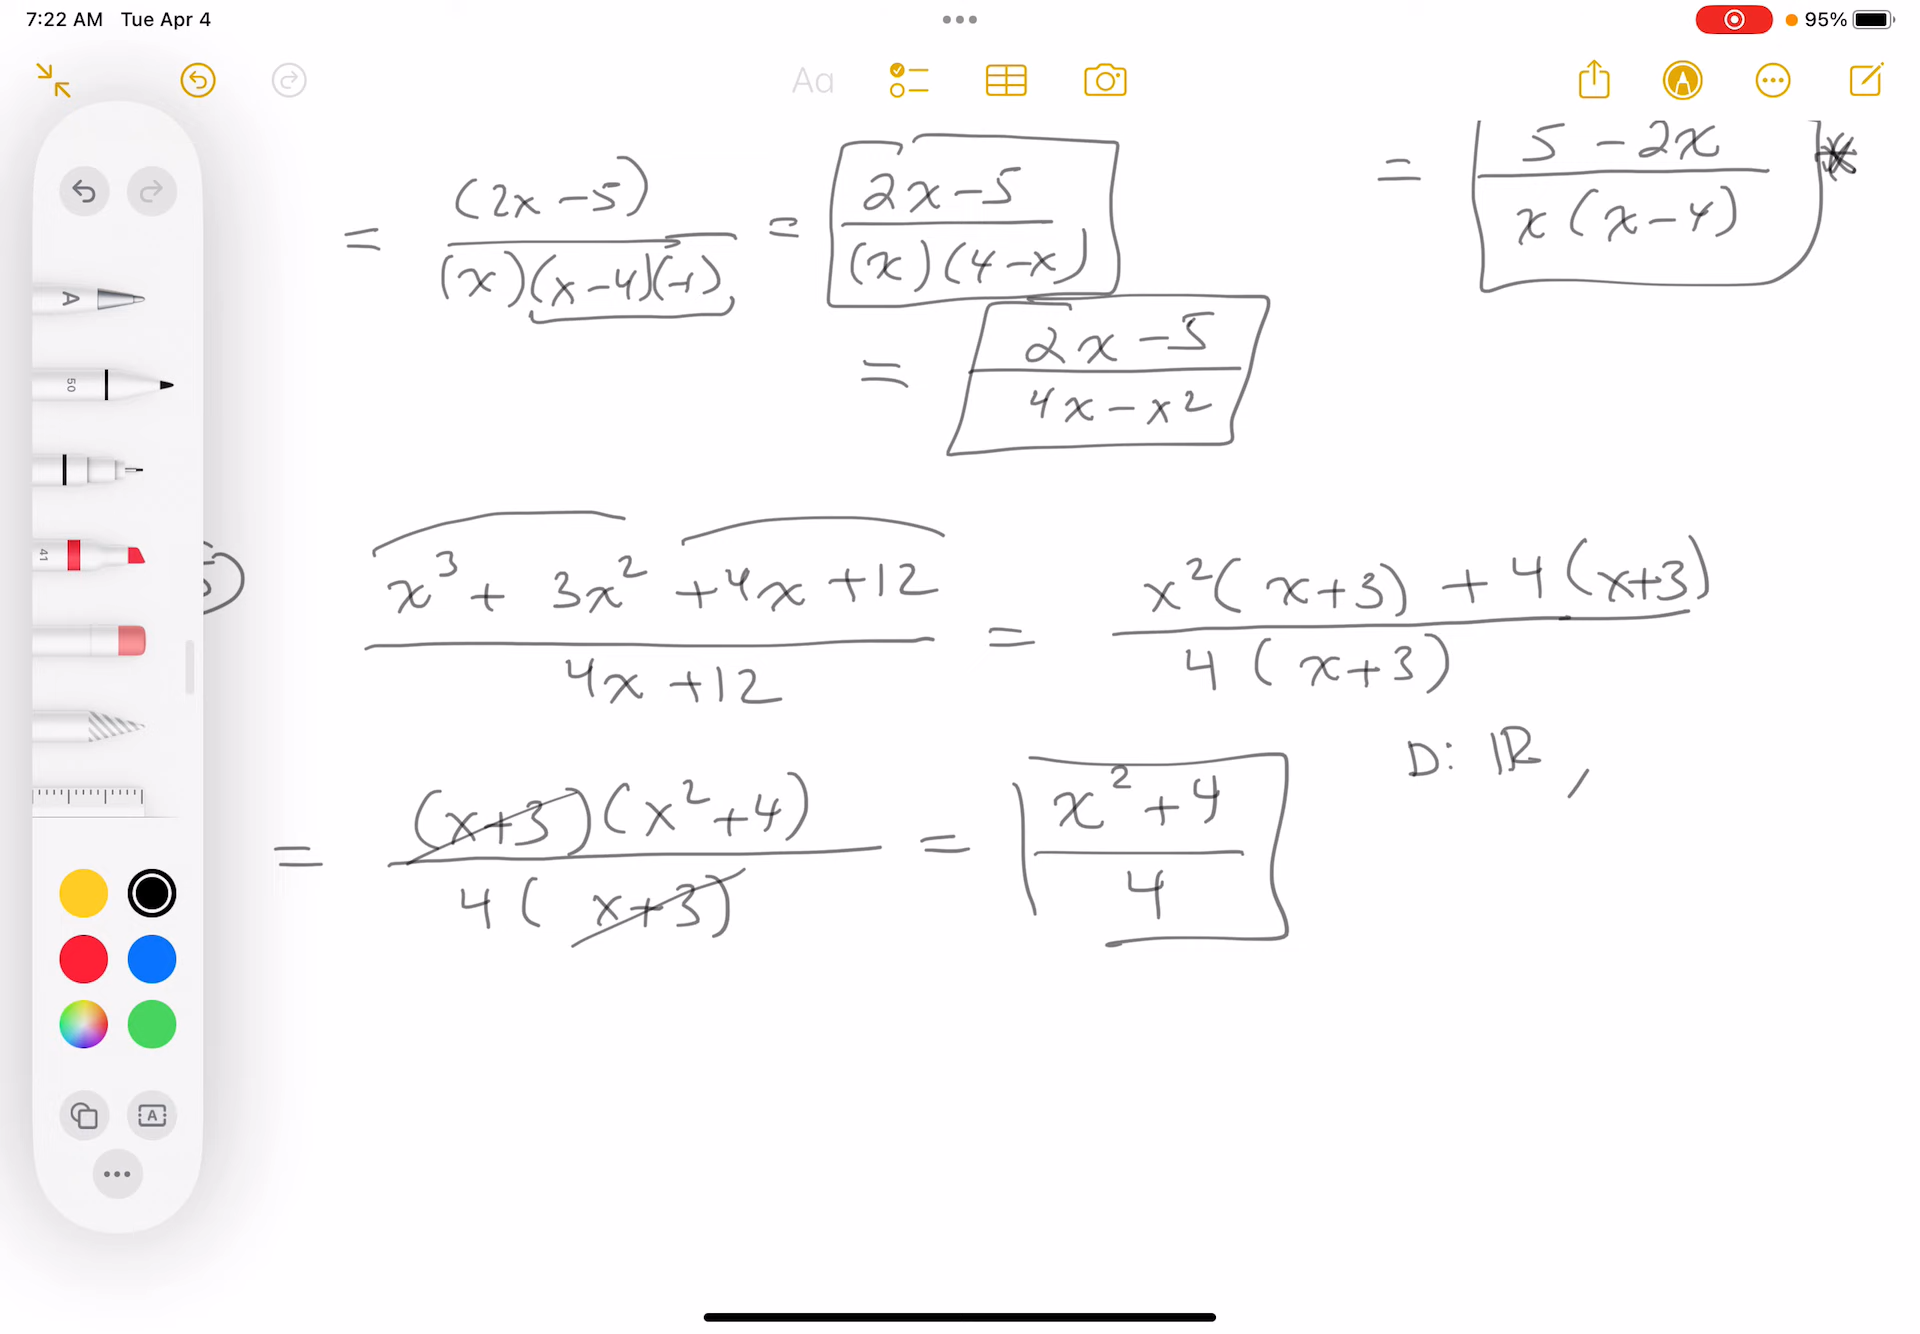 7:22 AM Tue Apr 4
95%
Aa
= (2x-5) / (x)(x-4)(-1) = 2x-5 / (x)(4-x)
= 5-2x / x(x-4) *
= 2x-5 / 4x-x²
x³ + 3x² +4x +12 / 4x +12 = x²(x+3) + 4(x+3) / 4(x+3)
= (x+3)(x²+4) / 4(x+3) = x²+4 / 4
D: ℝ ,
A
50
41
A